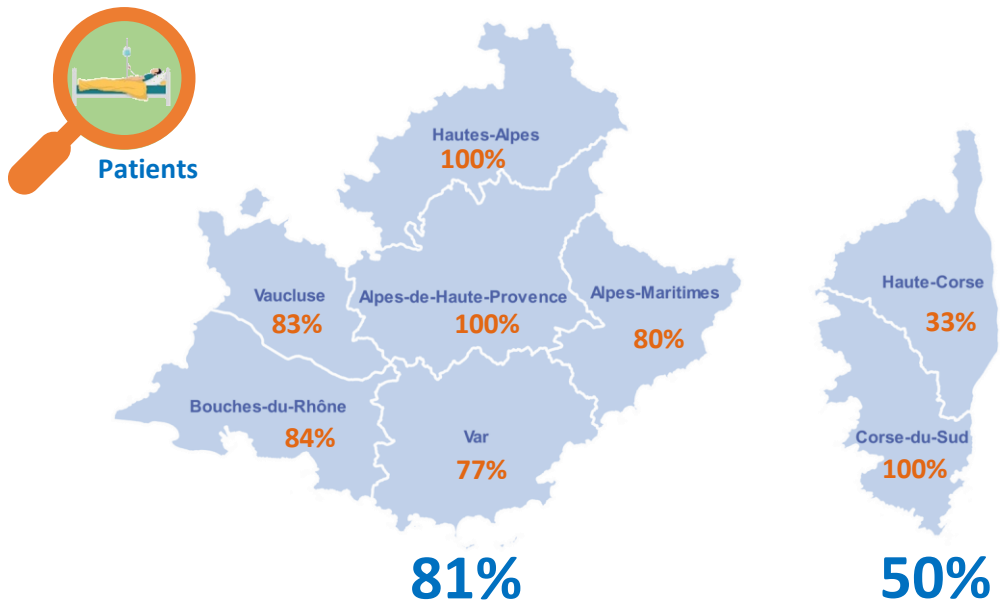 Patients
Hautes-Alpes
100%
Vaucluse
83%
Alpes-de-Haute-Provence
100%
Alpes-Maritimes
80%
Bouches-du-Rhône
84%
Var
77%
81%
Haute-Corse
33%
Corse-du-Sud
100%
50%